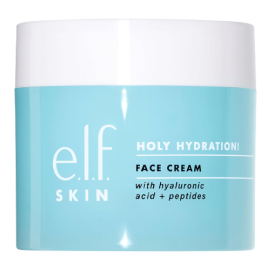 HOLY HYDRATION!
e.l.f.
SKIN
FACE CREAM
with hyaluronic
acid + peptides